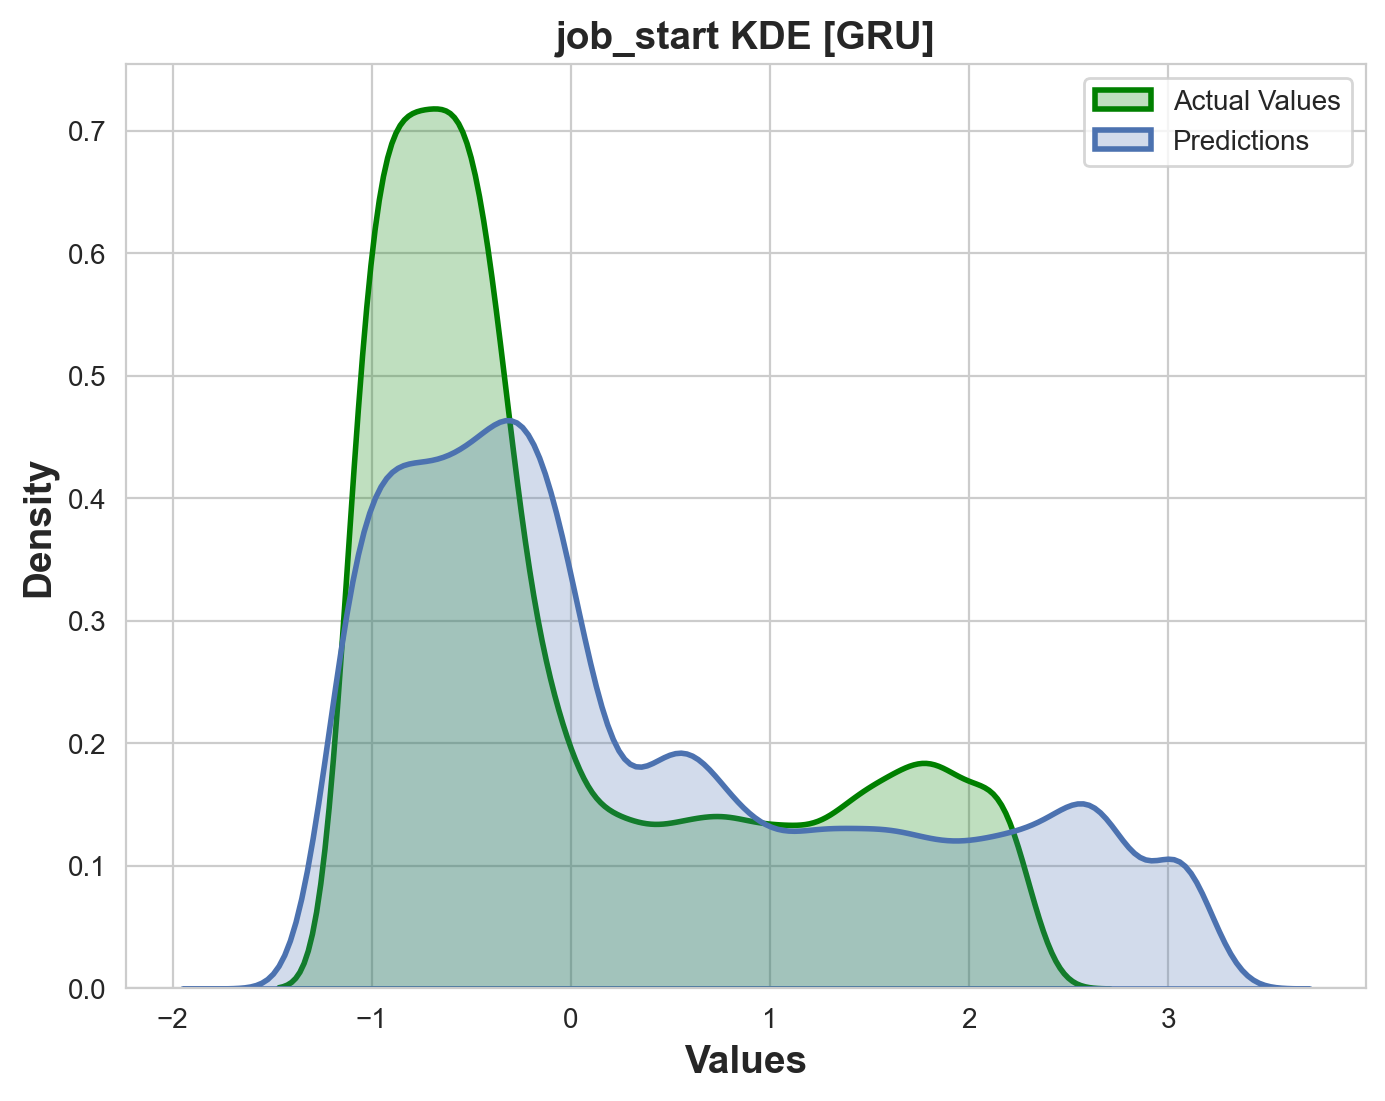 job_start KDE [GRU]
Actual Values
Predictions
Density
0.7
0.6
0.5
0.4
0.3
0.2
0.1
0.0
−2 −1 0 1 2 3
Values